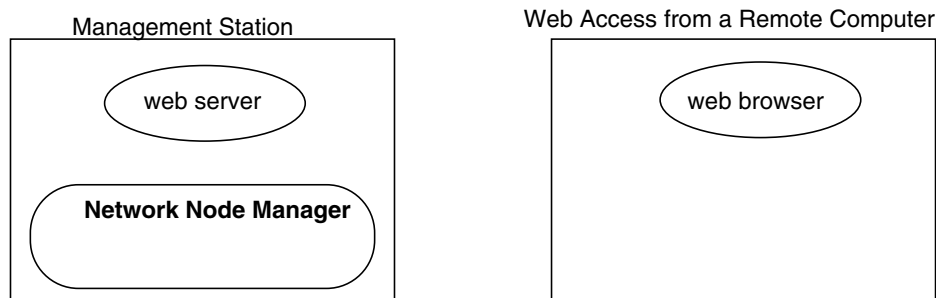 Management Station
Web Access from a Remote Computer
web server
web browser
Network Node Manager